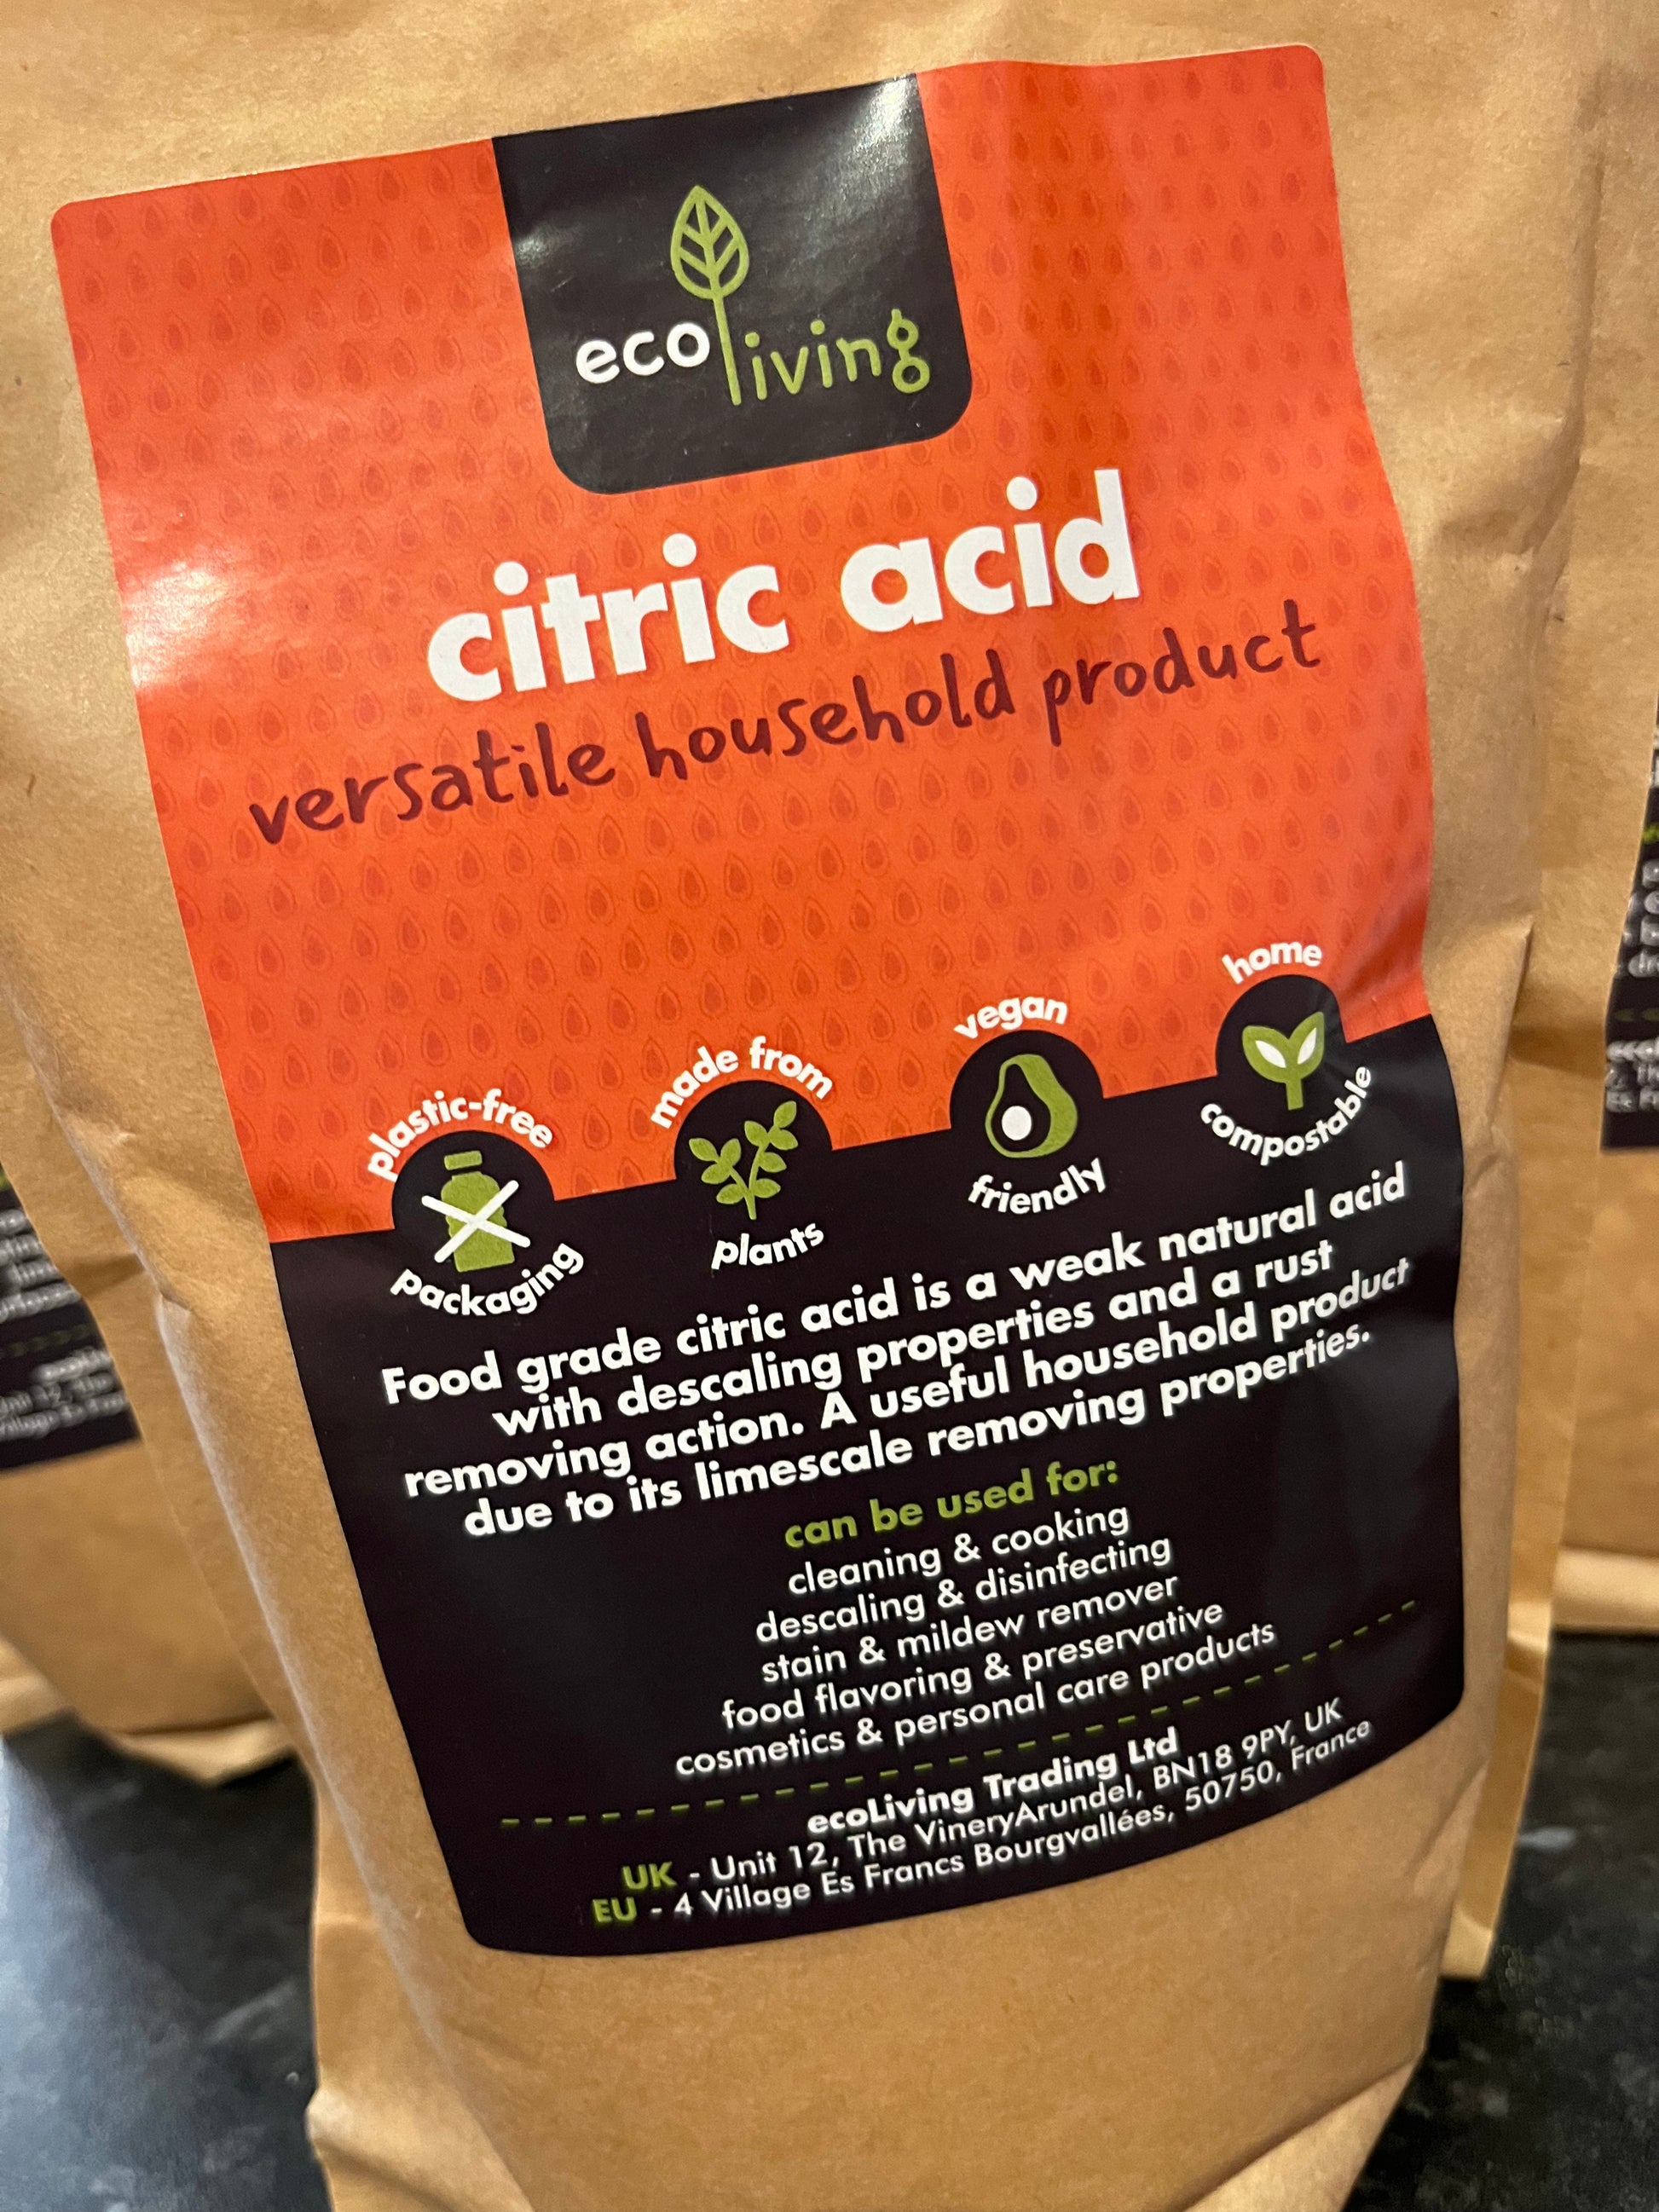 ecoliving
citric acid
versatile household product
plastic-free
packaging
made from
plants
vegan
friendly
home
compostable
Food grade citric acid is a weak natural acid
with descaling properties and a rust
removing action. A useful household product
due to its limescale removing properties.
can be used for:
cleaning & cooking
descaling & disinfecting
stain & mildew remover
food flavoring & preservative
cosmetics & personal care products
ecoLiving Trading Ltd
UK - Unit 12, The VineryArundel, BN18 9PY, UK
EU - 4 Village Es Francs Bourgvallées, 50750, France